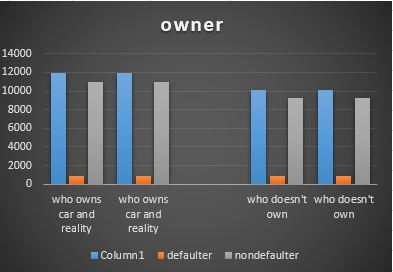 owner
14000
12000
10000
8000
6000
4000
2000
0
who owns car and reality
who owns car and reality
who doesn't own
who doesn't own
Column1 defaulter nondefaulter